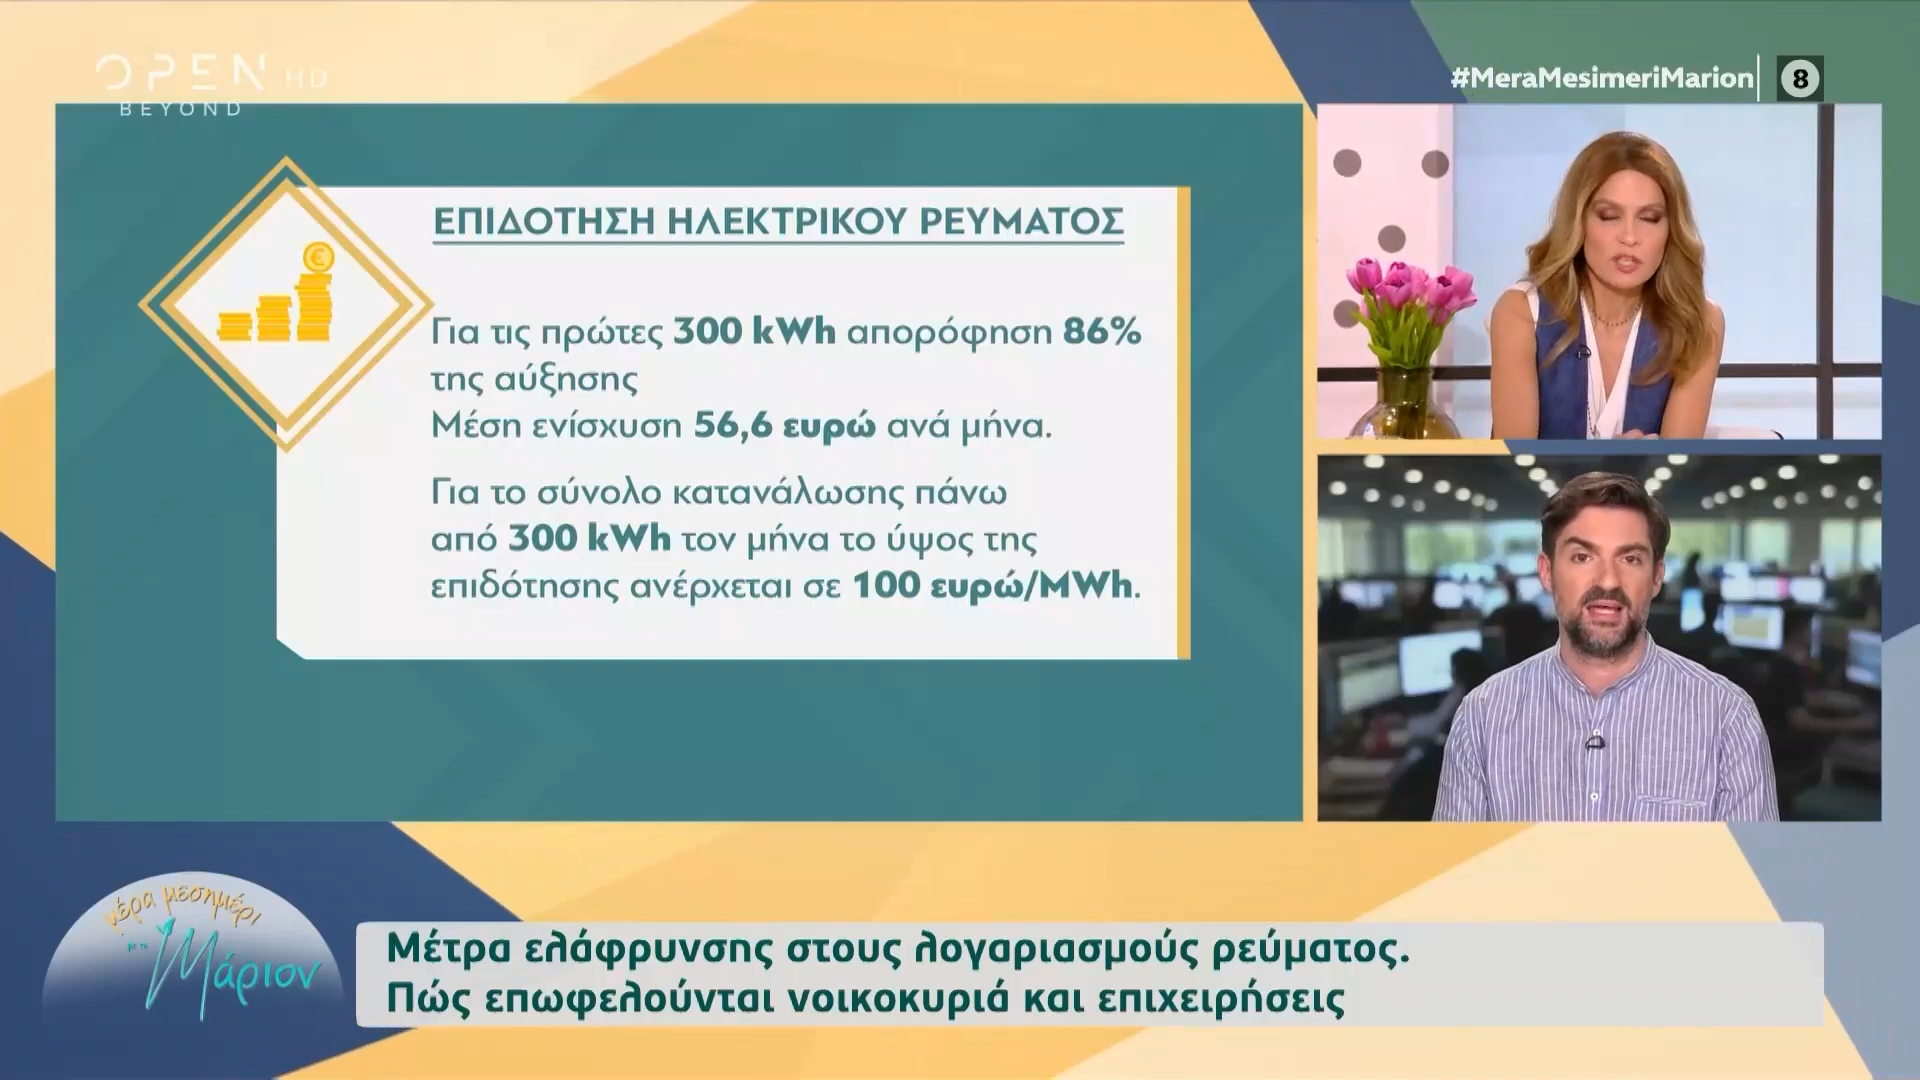 OPEN HD
BEYOND
#MeraMesimeriMarion
8
ΕΠΙΔΟΤΗΣΗ ΗΛΕΚΤΡΙΚΟΥ ΡΕΥΜΑΤΟΣ
Για τις πρώτες 300 kWh απορόφηση 86%
της αύξησης
Μέση ενίσχυση 56,6 ευρώ ανά μήνα.
Για το σύνολο κατανάλωσης πάνω
από 300 kWh τον μήνα το ύψος της
επιδότησης ανέρχεται σε 100 ευρώ/MWh.
μέρα μεσημέρι
με τη
Μάριον
Μέτρα ελάφρυνσης στους λογαριασμούς ρεύματος.
Πώς επωφελούνται νοικοκυριά και επιχειρήσεις